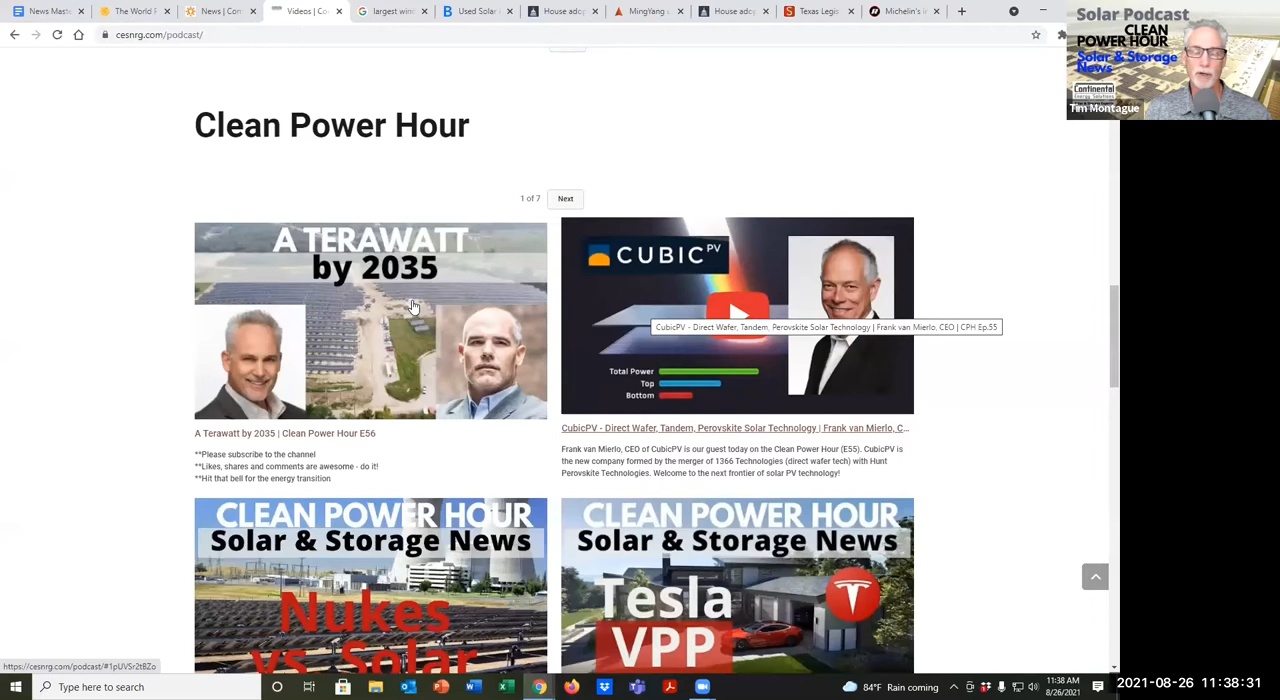 News Maste
The World F
News | Con
Videos | Co
largest wind
Used Solar
House adop
MingYang
House adop
Texas Legis
Michelin's i
cesnrg.com/podcast/
Solar Podcast
CLEAN
POWER HOUR
Solar & Storage
News
Continental
Tim Montague
Clean Power Hour
1 of 7
Next
A TERAWATT
by 2035
CUBIC PV
CubicPV - Direct Wafer, Tandem, Perovskite Solar Technology | Frank van Mierlo, CEO | CPH Ep.55
Total Power
Top
Bottom
A Terawatt by 2035 | Clean Power Hour E56
CubicPV - Direct Wafer, Tandem, Perovskite Solar Technology | Frank van Mierlo, C...
**Please subscribe to the channel
**Likes, shares and comments are awesome - do it!
**Hit that bell for the energy transition
Frank van Mierlo, CEO of CubicPV is our guest today on the Clean Power Hour (E55). CubicPV is
the new company formed by the merger of 1366 Technologies (direct wafer tech) with Hunt
Perovskite Technologies. Welcome to the next frontier of solar PV technology!
CLEAN POWER HOUR
Solar & Storage News
Nukes
vs. Solar
CLEAN POWER HOUR
Solar & Storage News
Tesla
VPP
https://cesnrg.com/podcast/#1pUVSr2tBZo
Type here to search
84°F Rain coming
11:38 AM
8/26/2021
2021-08-26 11:38:31